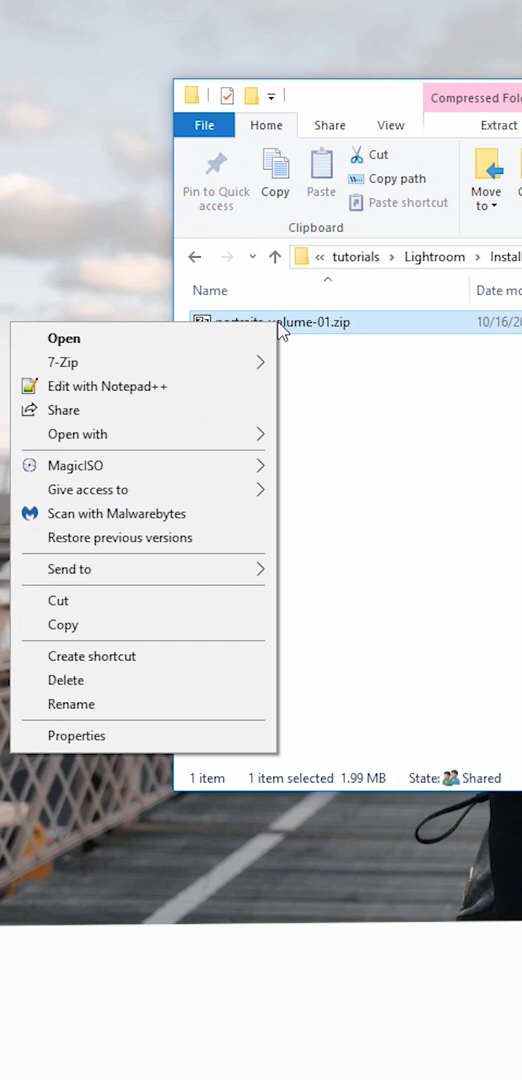 Compressed Fol
File
Home
Share
View
Extract
Pin to Quick access
Copy
Paste
Cut
Copy path
Paste shortcut
Move to
Clipboard
« tutorials > Lightroom > Install
Name
Date mo
portraits-volume-01.zip
10/16/20
Open
7-Zip
Edit with Notepad++
Share
Open with
MagicISO
Give access to
Scan with Malwarebytes
Restore previous versions
Send to
Cut
Copy
Create shortcut
Delete
Rename
Properties
1 item
1 item selected 1.99 MB
State: Shared